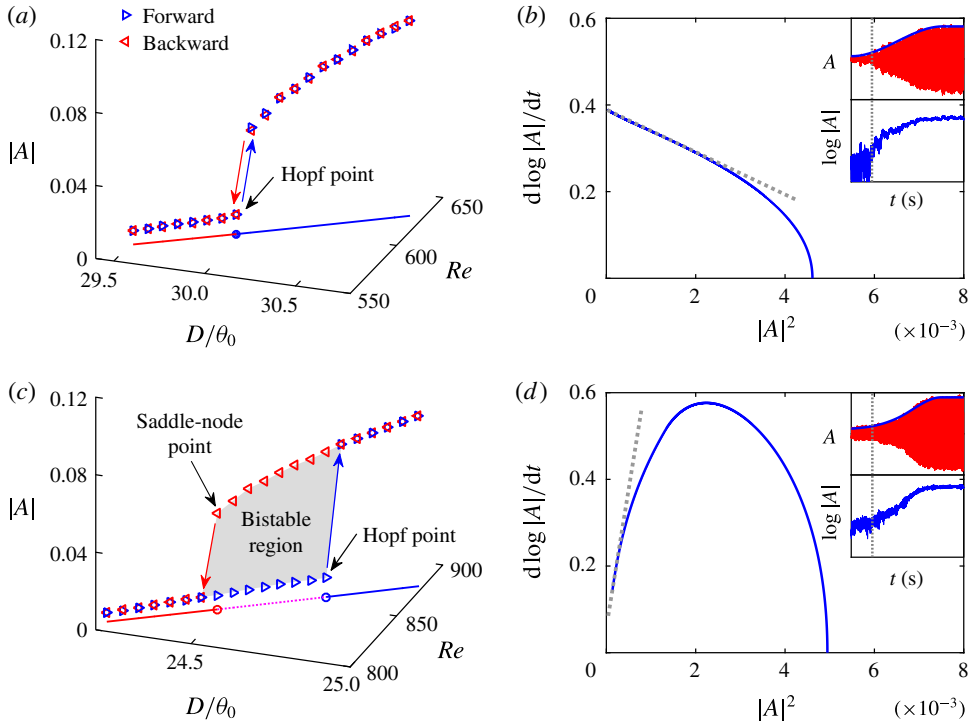 (a)
Forward
Backward
0.12
0.08
|A|
0.04
0
Hopf point
29.5
30.0
30.5
D/θ0
550
600
650
Re
(b)
0.6
0.4
0.2
d log |A|/dt
0 2 4 6 8
|A|² (×10⁻³)
A
log |A|
t (s)
(c)
0.12
0.08
|A|
0.04
0
Saddle-node
point
Bistable
region
Hopf point
24.5
25.0
D/θ0
800
850
900
Re
(d)
0.6
0.4
0.2
d log |A|/dt
0 2 4 6 8
|A|² (×10⁻³)
A
log |A|
t (s)